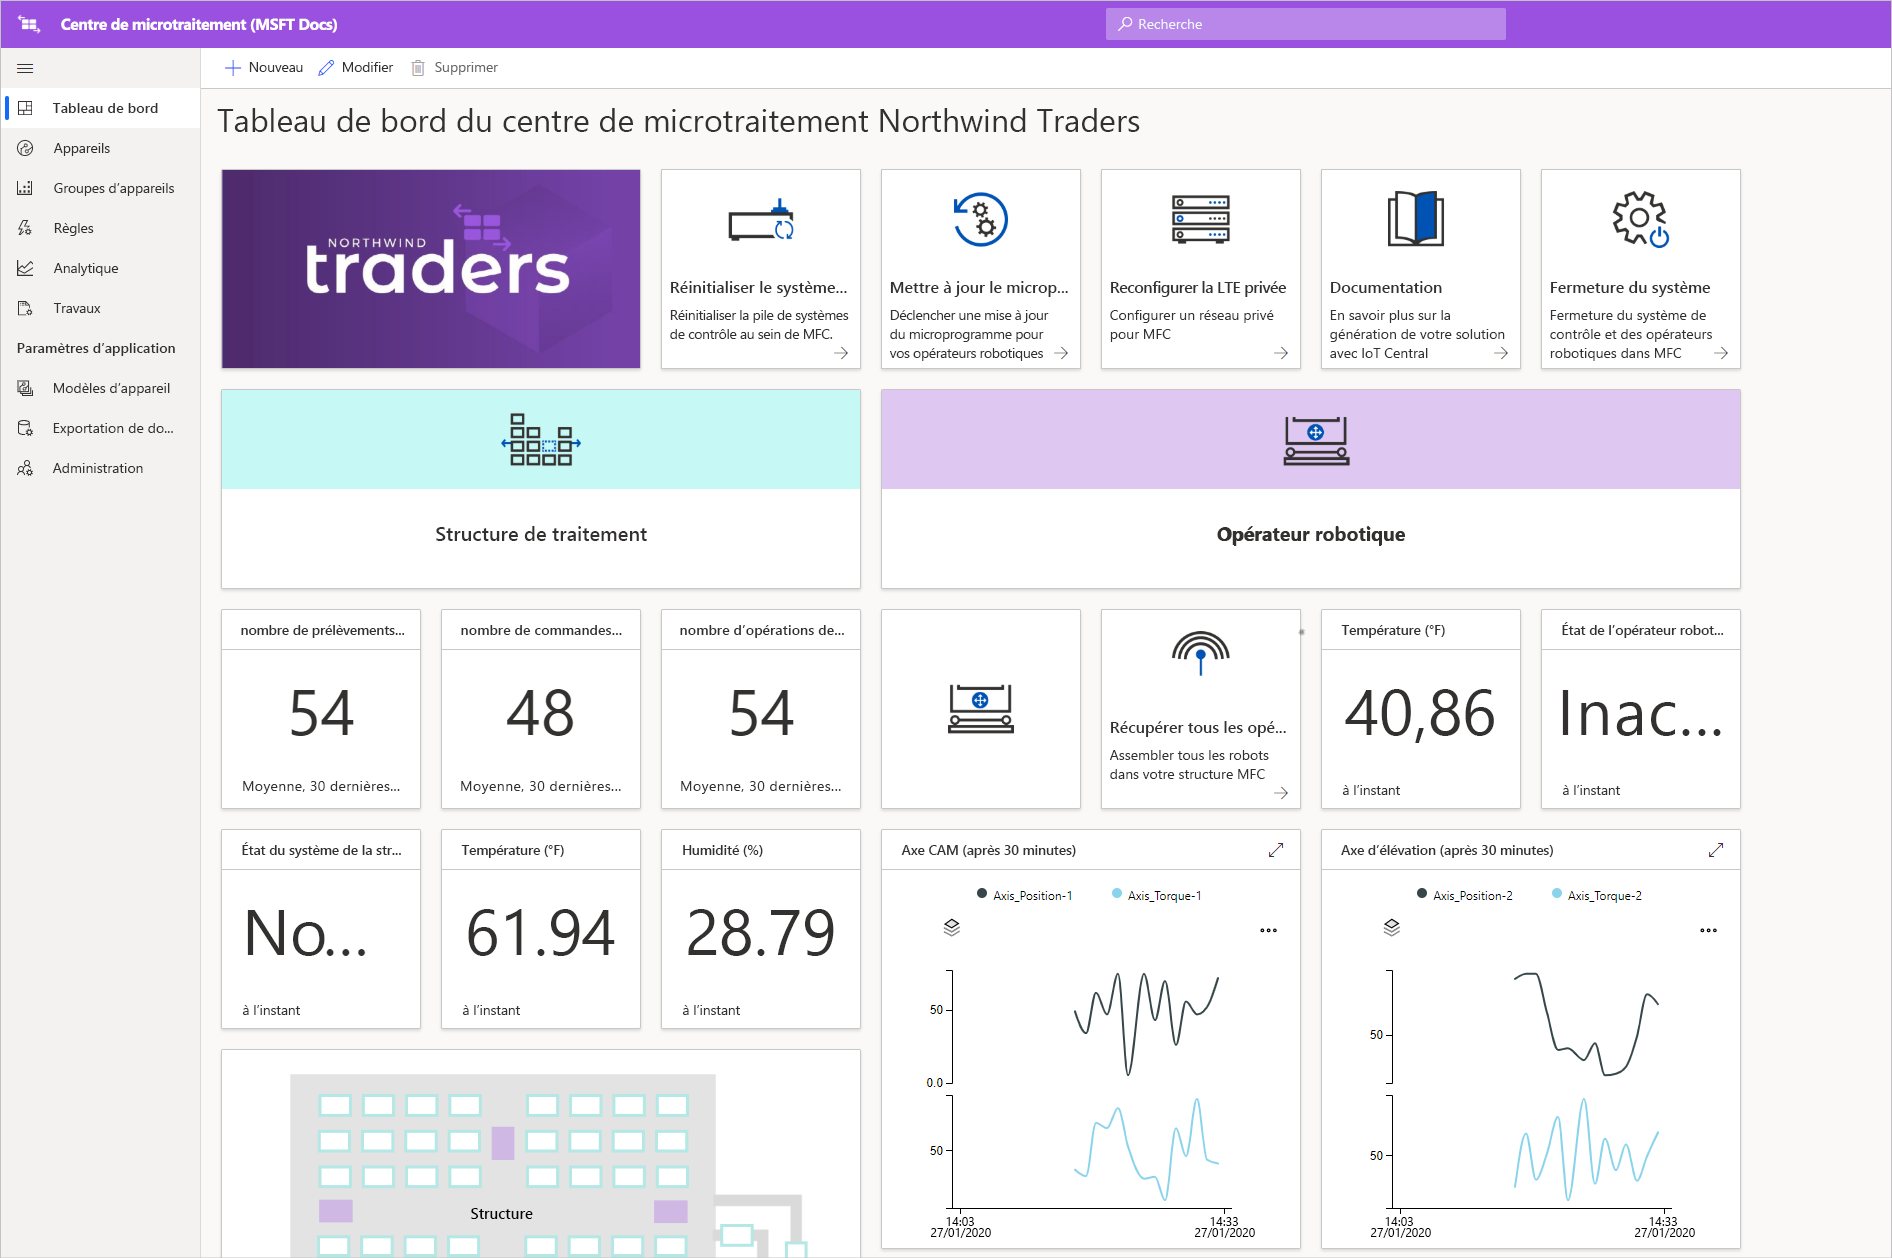 Centre de microtraitement (MSFT Docs)
Recherche
Nouveau
Modifier
Supprimer
Tableau de bord
Appareils
Groupes d’appareils
Règles
Analytique
Travaux
Paramètres d’application
Modèles d’appareil
Exportation de do...
Administration
Tableau de bord du centre de microtraitement Northwind Traders
NORTHWIND
traders
Réinitialiser le système...
Réinitialiser la pile de systèmes
de contrôle au sein de MFC.
Mettre à jour le microp...
Déclencher une mise à jour
du microprogramme pour
vos opérateurs robotiques
Reconfigurer la LTE privée
Configurer un réseau privé
pour MFC
Documentation
En savoir plus sur la
génération de votre solution
avec IoT Central
Fermeture du système
Fermeture du système de
contrôle et des opérateurs
robotiques dans MFC
Structure de traitement
Opérateur robotique
nombre de prélèvements...
54
Moyenne, 30 dernières...
nombre de commandes...
48
Moyenne, 30 dernières...
nombre d’opérations de...
54
Moyenne, 30 dernières...
Récupérer tous les opé...
Assembler tous les robots
dans votre structure MFC
Température (°F)
40,86
à l’instant
État de l’opérateur robot...
Inac...
à l’instant
État du système de la str...
No...
à l’instant
Température (°F)
61.94
à l’instant
Humidité (%)
28.79
à l’instant
Axe CAM (après 30 minutes)
Axis_Position-1
Axis_Torque-1
50
0.0
50
14:03
27/01/2020
14:33
27/01/2020
Axe d’élévation (après 30 minutes)
Axis_Position-2
Axis_Torque-2
50
50
14:03
27/01/2020
14:33
27/01/2020
Structure